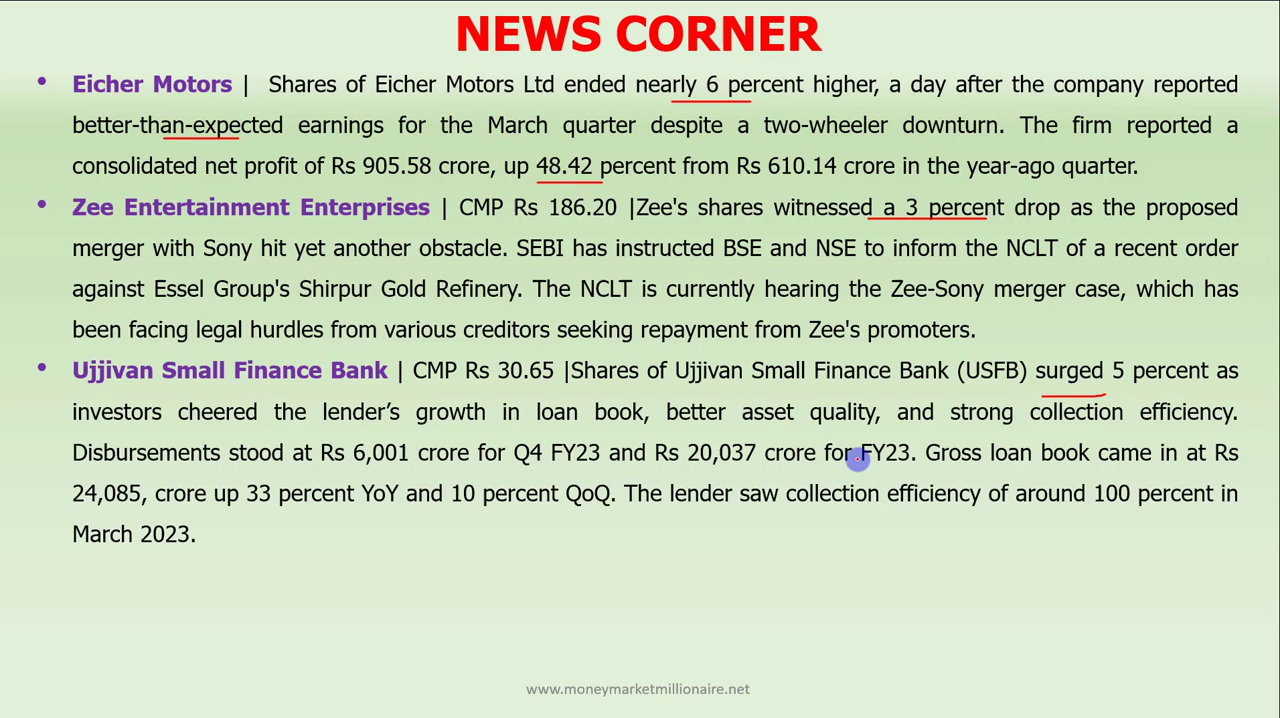 NEWS CORNER
• Eicher Motors | Shares of Eicher Motors Ltd ended nearly 6 percent higher, a day after the company reported
better-than-expected earnings for the March quarter despite a two-wheeler downturn. The firm reported a
consolidated net profit of Rs 905.58 crore, up 48.42 percent from Rs 610.14 crore in the year-ago quarter.
• Zee Entertainment Enterprises | CMP Rs 186.20 |Zee's shares witnessed a 3 percent drop as the proposed
merger with Sony hit yet another obstacle. SEBI has instructed BSE and NSE to inform the NCLT of a recent order
against Essel Group's Shirpur Gold Refinery. The NCLT is currently hearing the Zee-Sony merger case, which has
been facing legal hurdles from various creditors seeking repayment from Zee's promoters.
• Ujjivan Small Finance Bank | CMP Rs 30.65 |Shares of Ujjivan Small Finance Bank (USFB) surged 5 percent as
investors cheered the lender’s growth in loan book, better asset quality, and strong collection efficiency.
Disbursements stood at Rs 6,001 crore for Q4 FY23 and Rs 20,037 crore for FY23. Gross loan book came in at Rs
24,085, crore up 33 percent YoY and 10 percent QoQ. The lender saw collection efficiency of around 100 percent in
March 2023.
www.moneymarketmillionaire.net